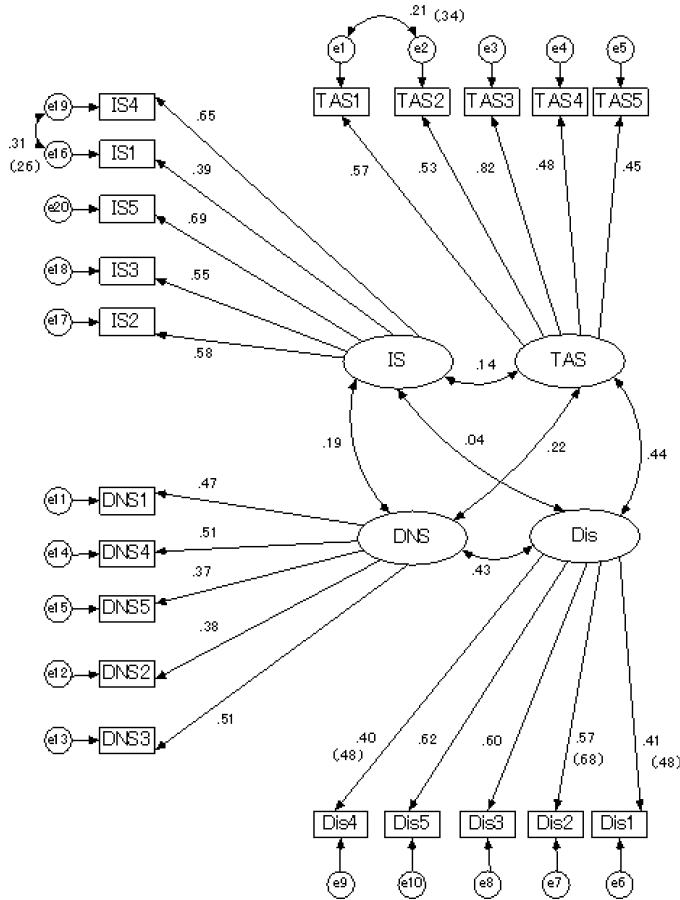 .21
(34)
e1
e2
e3
e4
e5
TAS1
TAS2
TAS3
TAS4
TAS5
e19
IS4
.31
(26)
e16
IS1
e20
IS5
e18
IS3
e17
IS2
.65
.39
.69
.55
.58
.57
.53
.82
.48
.45
IS
TAS
.14
.19
.04
.22
.44
DNS
Dis
.43
e11
DNS1
e14
DNS4
e15
DNS5
e12
DNS2
e13
DNS3
.47
.51
.37
.38
.51
.40
(48)
.62
.60
.57
(68)
.41
(48)
Dis4
Dis5
Dis3
Dis2
Dis1
e9
e10
e8
e7
e6